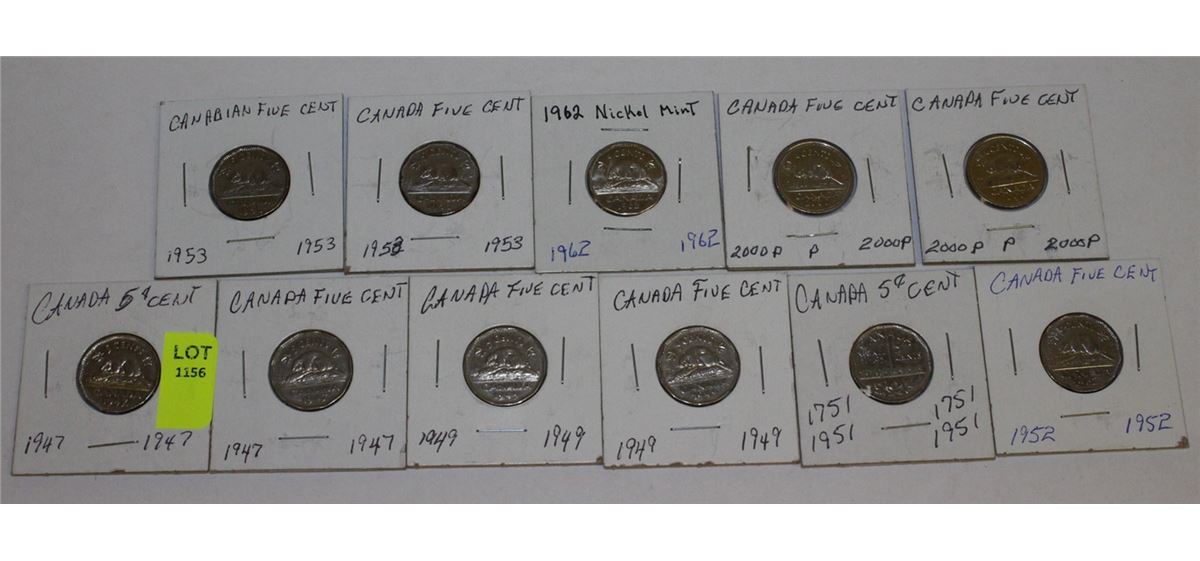 CANADIAN FIVE CENT
1953 1953
CANADA FIVE CENT
1953 1953
1962 Nickol Mint
1962 1962
CANADA FIVE CENT
2000P P 2000P
CANADA FIVE CENT
2000P P 2000P
CANADA 5¢ CENT
LOT
1156
1947 1947
CANADA FIVE CENT
1947 1947
CANADA FIVE CENT
1949 1949
CANADA FIVE CENT
1949 1949
CANADA 5¢ CENT
1751 1751
1951 1951
CANADA FIVE CENT
1952 1952